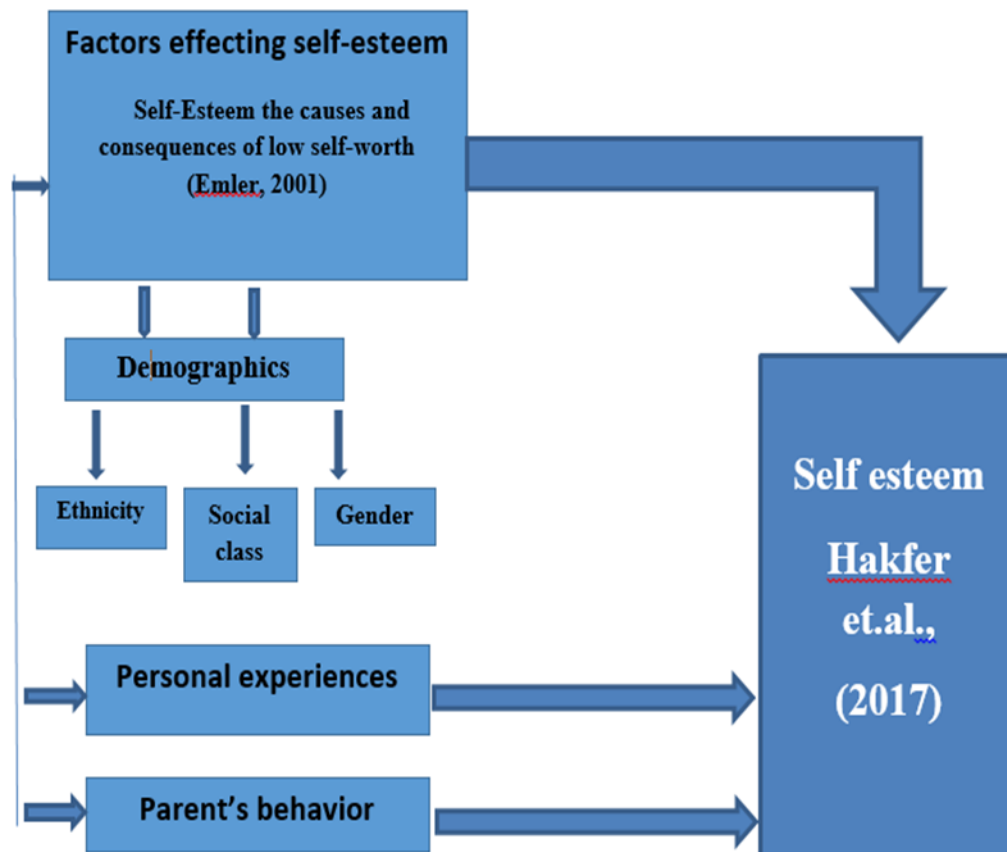 Factors effecting self-esteem
Self-Esteem the causes and
consequences of low self-worth
(Emler, 2001)
Demographics
Ethnicity
Social
class
Gender
Personal experiences
Parent’s behavior
Self esteem
Hakfer
et.al.,
(2017)